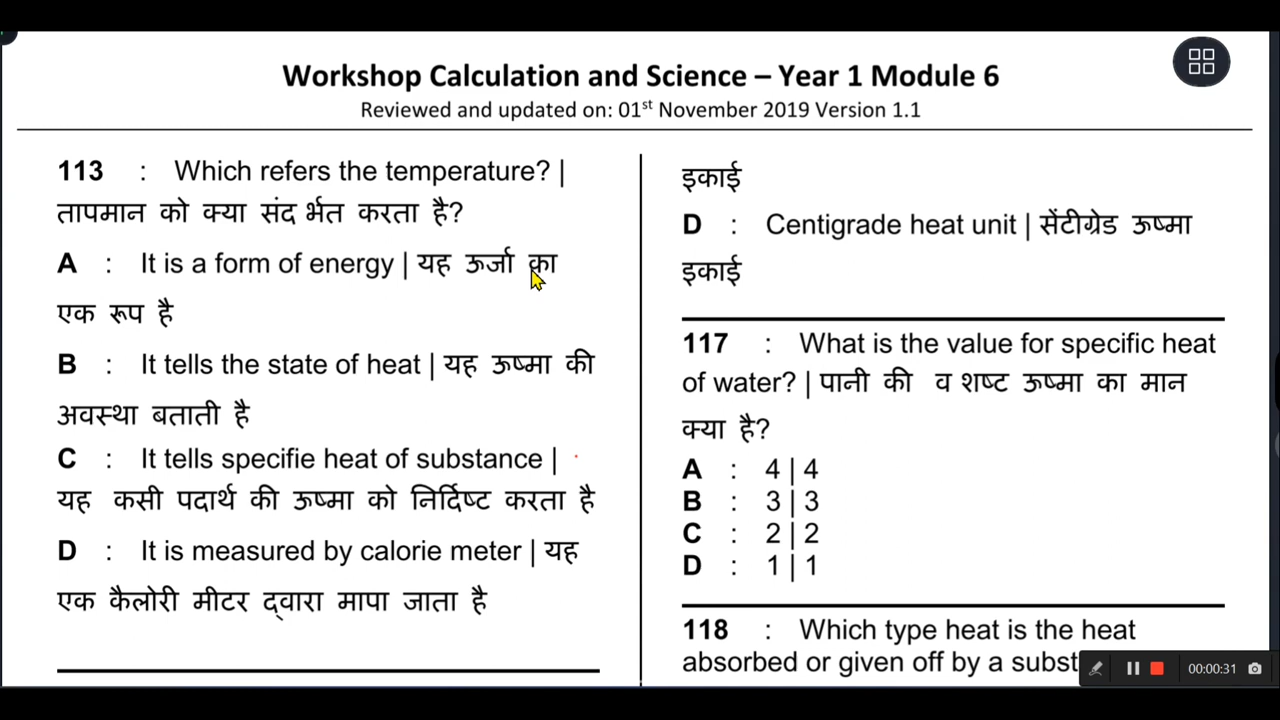 Workshop Calculation and Science – Year 1 Module 6
Reviewed and updated on: 01st November 2019 Version 1.1
113 : Which refers the temperature? |
तापमान को क्या संद र्भत करता है?
A : It is a form of energy | यह ऊर्जा का
एक रूप है
B : It tells the state of heat | यह ऊष्मा की
अवस्था बताती है
C : It tells specifie heat of substance |
यह कसी पदार्थ की ऊष्मा को निर्दिष्ट करता है
D : It is measured by calorie meter | यह
एक कैलोरी मीटर द्वारा मापा जाता है
इकाई
D : Centigrade heat unit | सेंटीग्रेड ऊष्मा
इकाई
117 : What is the value for specific heat
of water? | पानी की व शष्ट ऊष्मा का मान
क्या है?
A : 4 | 4
B : 3 | 3
C : 2 | 2
D : 1 | 1
118 : Which type heat is the heat
absorbed or given off by a subst
00:00:31